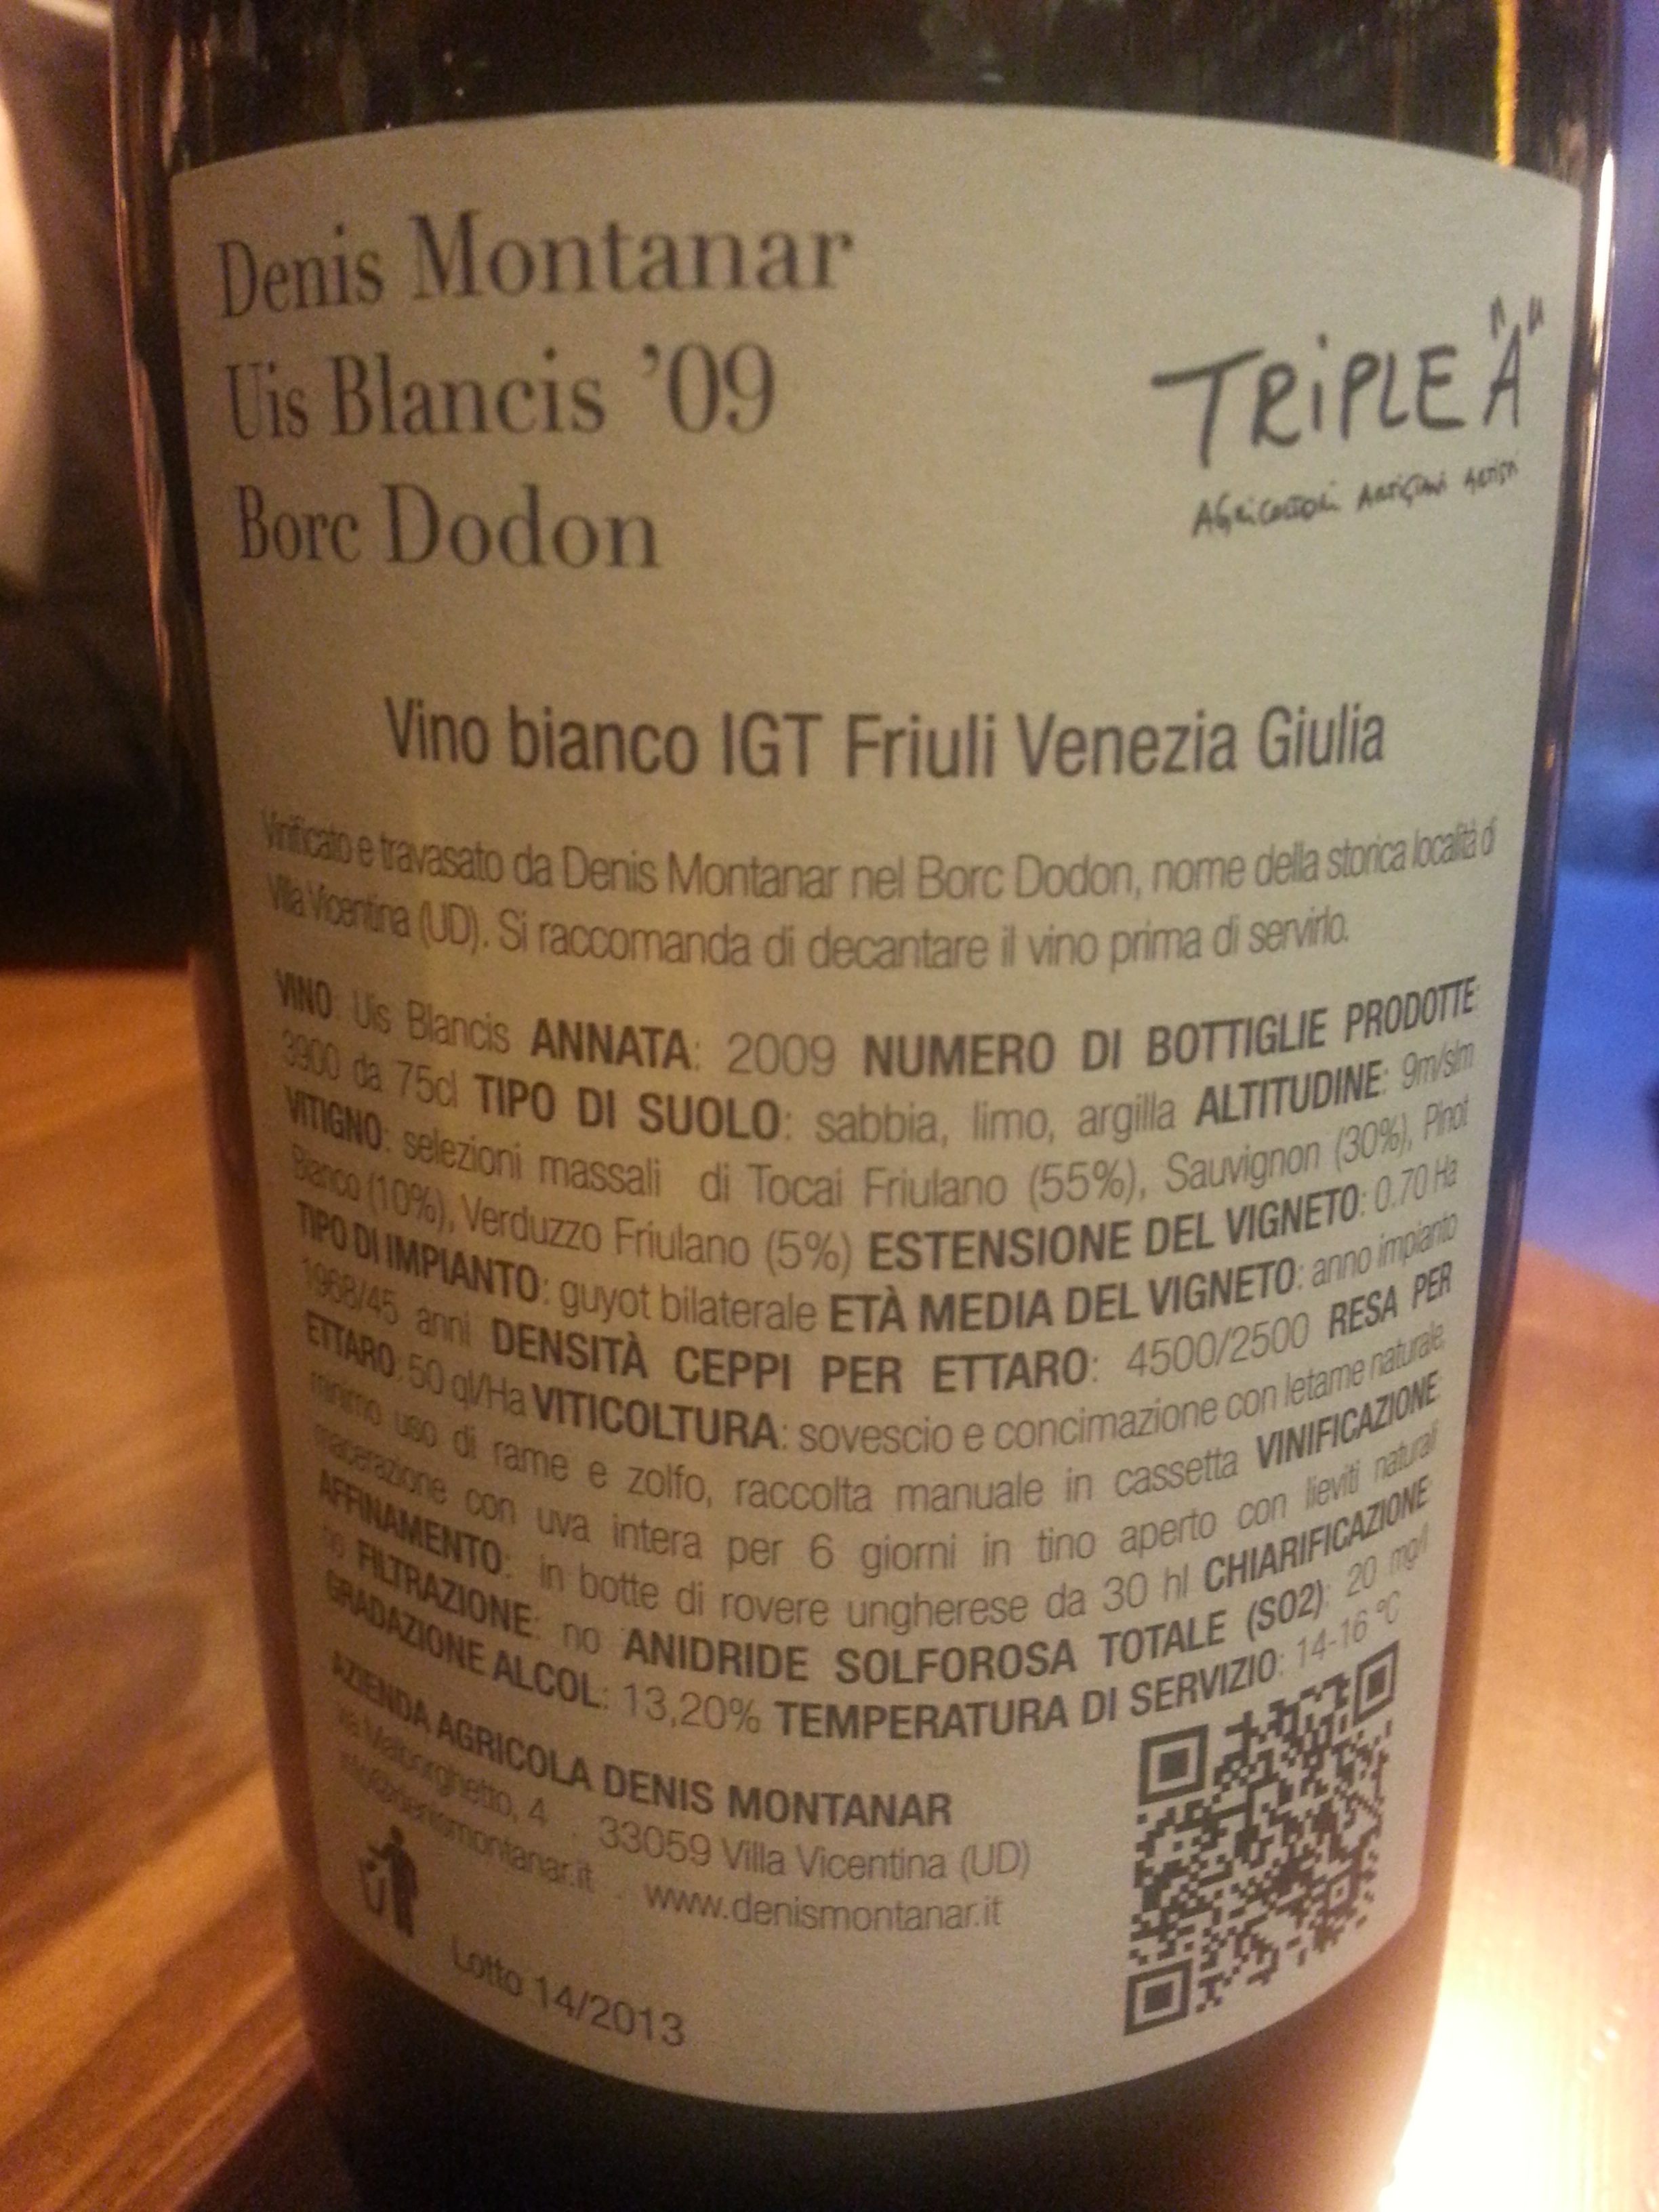 Denis Montanar
Uis Blancis '09
Borc Dodon
TRiPLE "A"
Agricoltori Artigiani Artisti
Vino bianco IGT Friuli Venezia Giulia
Vinificato e travasato da Denis Montanar nel Borc Dodon, nome della storica località di
Villa Vicentina (UD). Si raccomanda di decantare il vino prima di servirlo.
VINO: Uis Blancis ANNATA: 2009 NUMERO DI BOTTIGLIE PRODOTTE:
3900 da 75cl TIPO DI SUOLO: sabbia, limo, argilla ALTITUDINE: 9m/slm
VITIGNO: selezioni massali di Tocai Friulano (55%), Sauvignon (30%), Pinot
Bianco (10%), Verduzzo Friulano (5%) ESTENSIONE DEL VIGNETO: 0.70 Ha
TIPO DI IMPIANTO: guyot bilaterale ETÀ MEDIA DEL VIGNETO: anno impianto
1968/45 anni DENSITÀ CEPPI PER ETTARO: 4500/2500 RESA PER
ETTARO: 50 ql/Ha VITICOLTURA: sovescio e concimazione con letame naturale,
minimo uso di rame e zolfo, raccolta manuale in cassetta VINIFICAZIONE:
macerazione con uva intera per 6 giorni in tino aperto con lieviti naturali
AFFINAMENTO: in botte di rovere ungherese da 30 hl CHIARIFICAZIONE:
no FILTRAZIONE: no ANIDRIDE SOLFOROSA TOTALE (SO2): 20 mg/l
GRADAZIONE ALCOL: 13,20% TEMPERATURA DI SERVIZIO: 14-16 °C
AZIENDA AGRICOLA DENIS MONTANAR
via Malborghetto, 4 . 33059 Villa Vicentina (UD)
info@denismontanar.it . www.denismontanar.it
Lotto 14/2013